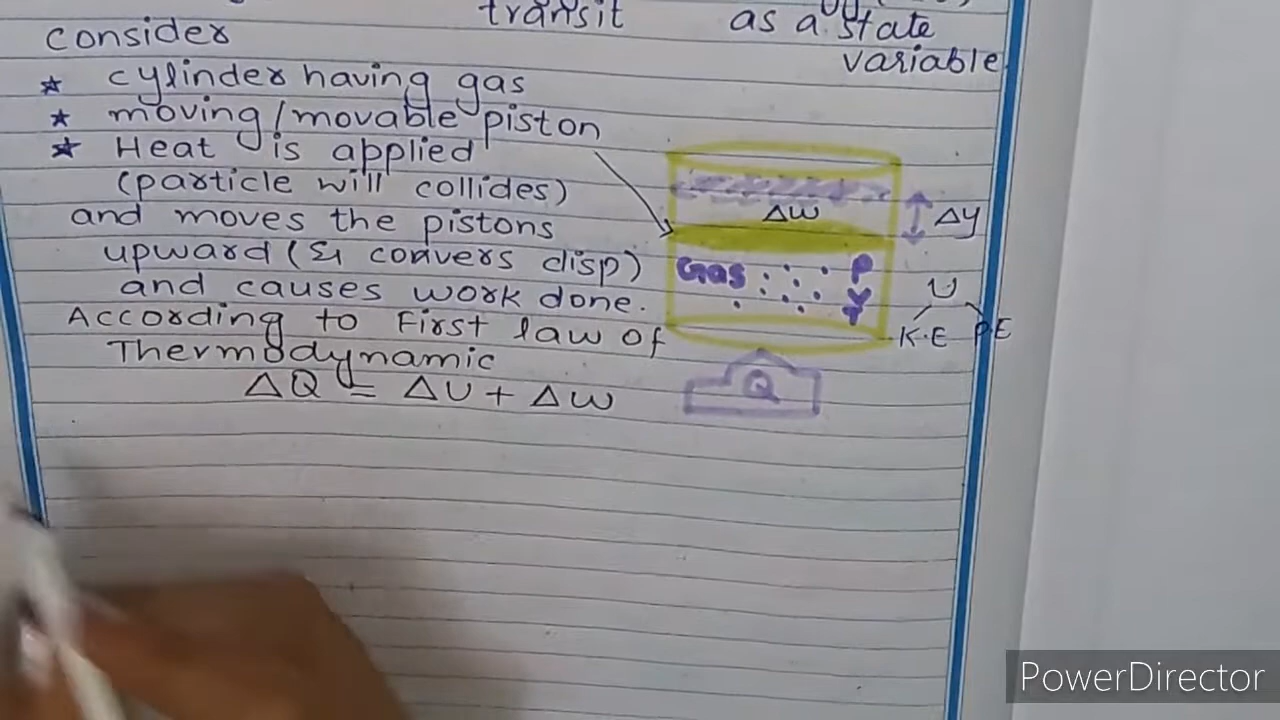 transit
as a state
variable
consider
* cylinder having gas
* moving/movable piston
* Heat is applied
(particle will collides)
and moves the pistons
upward (& convers disp)
and causes work done.
According to First law of
Thermodynamic
ΔQ = ΔU + Δw
Δw
Δy
Gas
P
V
U
K.E P.E
Q
PowerDirector